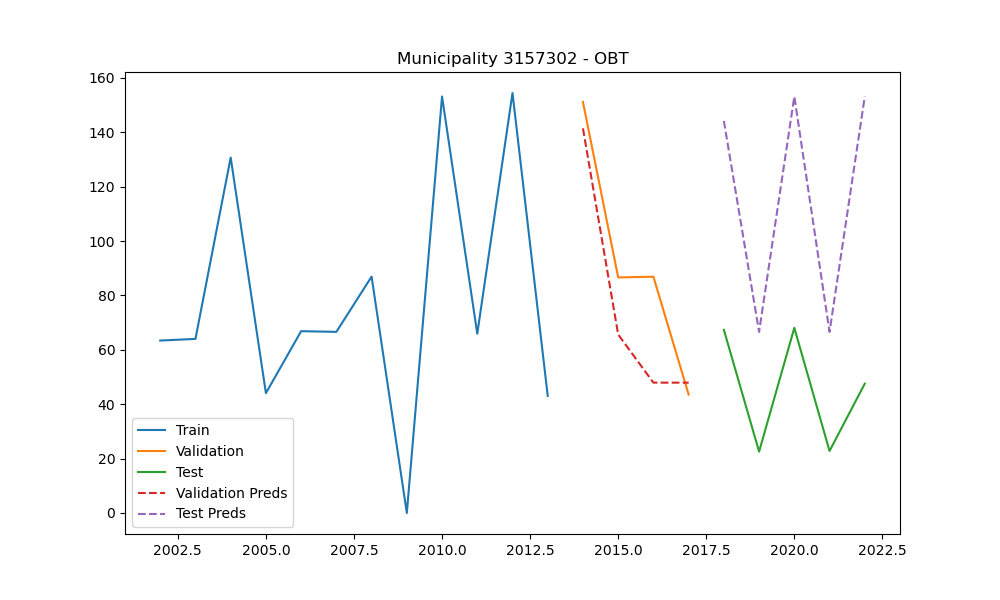 Municipality 3157302 - OBT
160
140
120
100
80
60
40
20
0
Train
Validation
Test
Validation Preds
Test Preds
2002.5 2005.0 2007.5 2010.0 2012.5 2015.0 2017.5 2020.0 2022.5